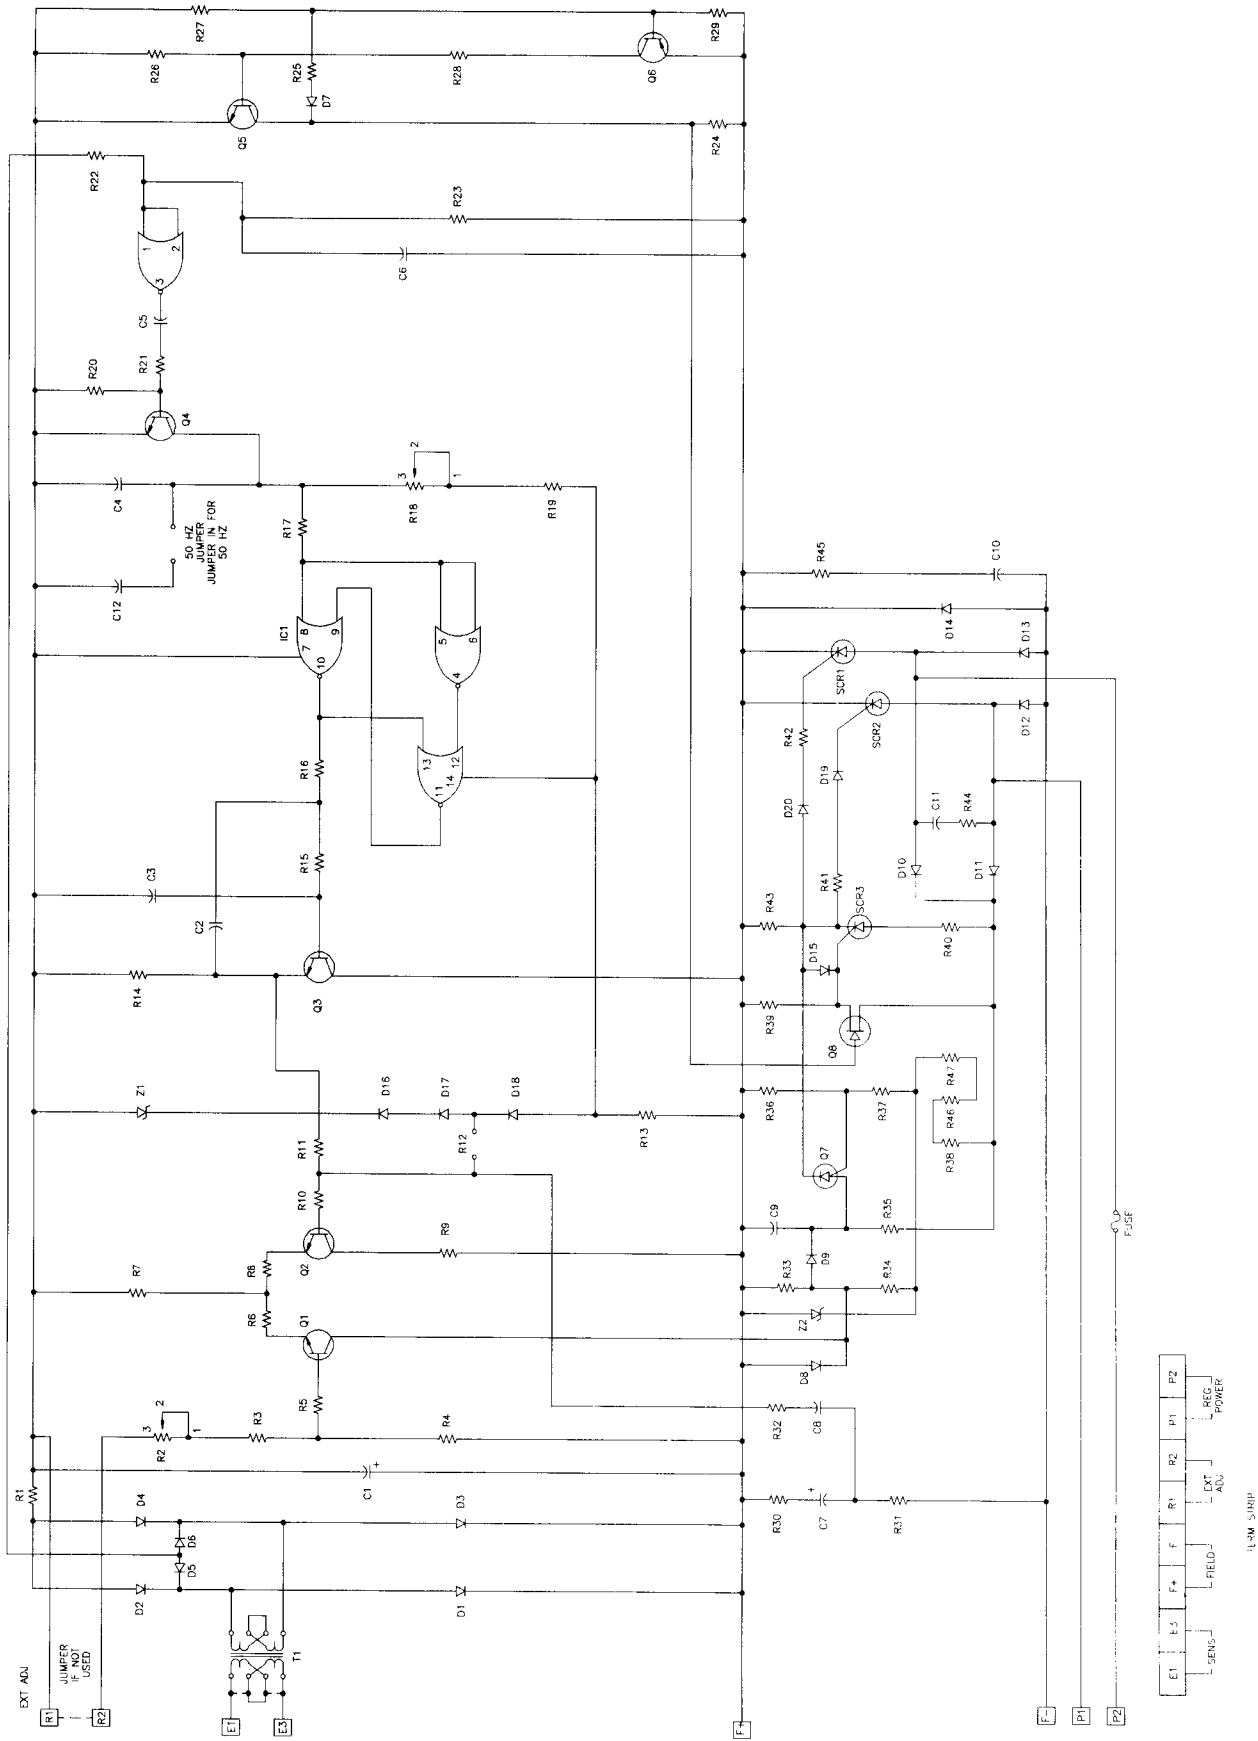 R27
R29
R26
R25
R28
Q6
D7
Q5
R24
R22
R23
1
2
3
C6
C5
R20
R21
Q4
C4
3
2
1
R18
R19
R17
50 HZ
JUMPER
JUMPER IN FOR
50 HZ
C12
IC1
8
7
9
10
5
6
4
R45
C10
D14
D13
SCR1
SCR2
D12
R16
13
12
14
11
R42
D19
D20
C11
R44
R15
C3
C2
D10
D11
R41
R43
SCR3
D15
R40
R14
Q3
R39
Q8
Z1
D16
D17
D18
R12
R13
R36
R37
R47
R46
R38
R11
R10
Q7
Q2
R9
C9
R35
FUSE
R7
R8
R6
Q1
R33
D9
R34
Z2
D8
R5
3
2
1
R2
R3
R4
R32
C8
R1
C1
+
R30
+
C7
R31
D4
D6
D3
D5
D2
D1
T1
EXT ADJ
JUMPER
IF NOT
USED
R1
R2
E1
E3
F+
F-
P1
P2
E1
E3
F+
F
R1
R2
P1
P2
SENS
FIELD
EXT
ADJ
REG
POWER
STRIP